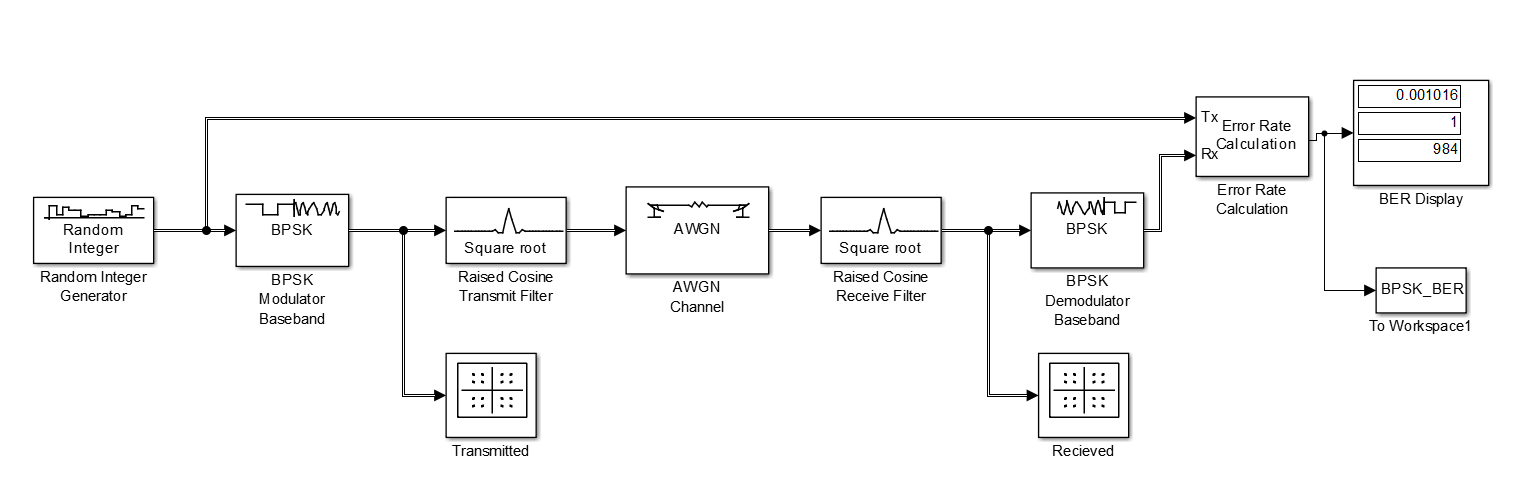 Random
Integer
Random Integer
Generator
BPSK
BPSK
Modulator
Baseband
Square root
Raised Cosine
Transmit Filter
AWGN
AWGN
Channel
Square root
Raised Cosine
Receive Filter
BPSK
BPSK
Demodulator
Baseband
Tx
Rx
Error Rate
Calculation
Error Rate
Calculation
0.001016
1
984
BER Display
BPSK_BER
To Workspace1
Transmitted
Recieved